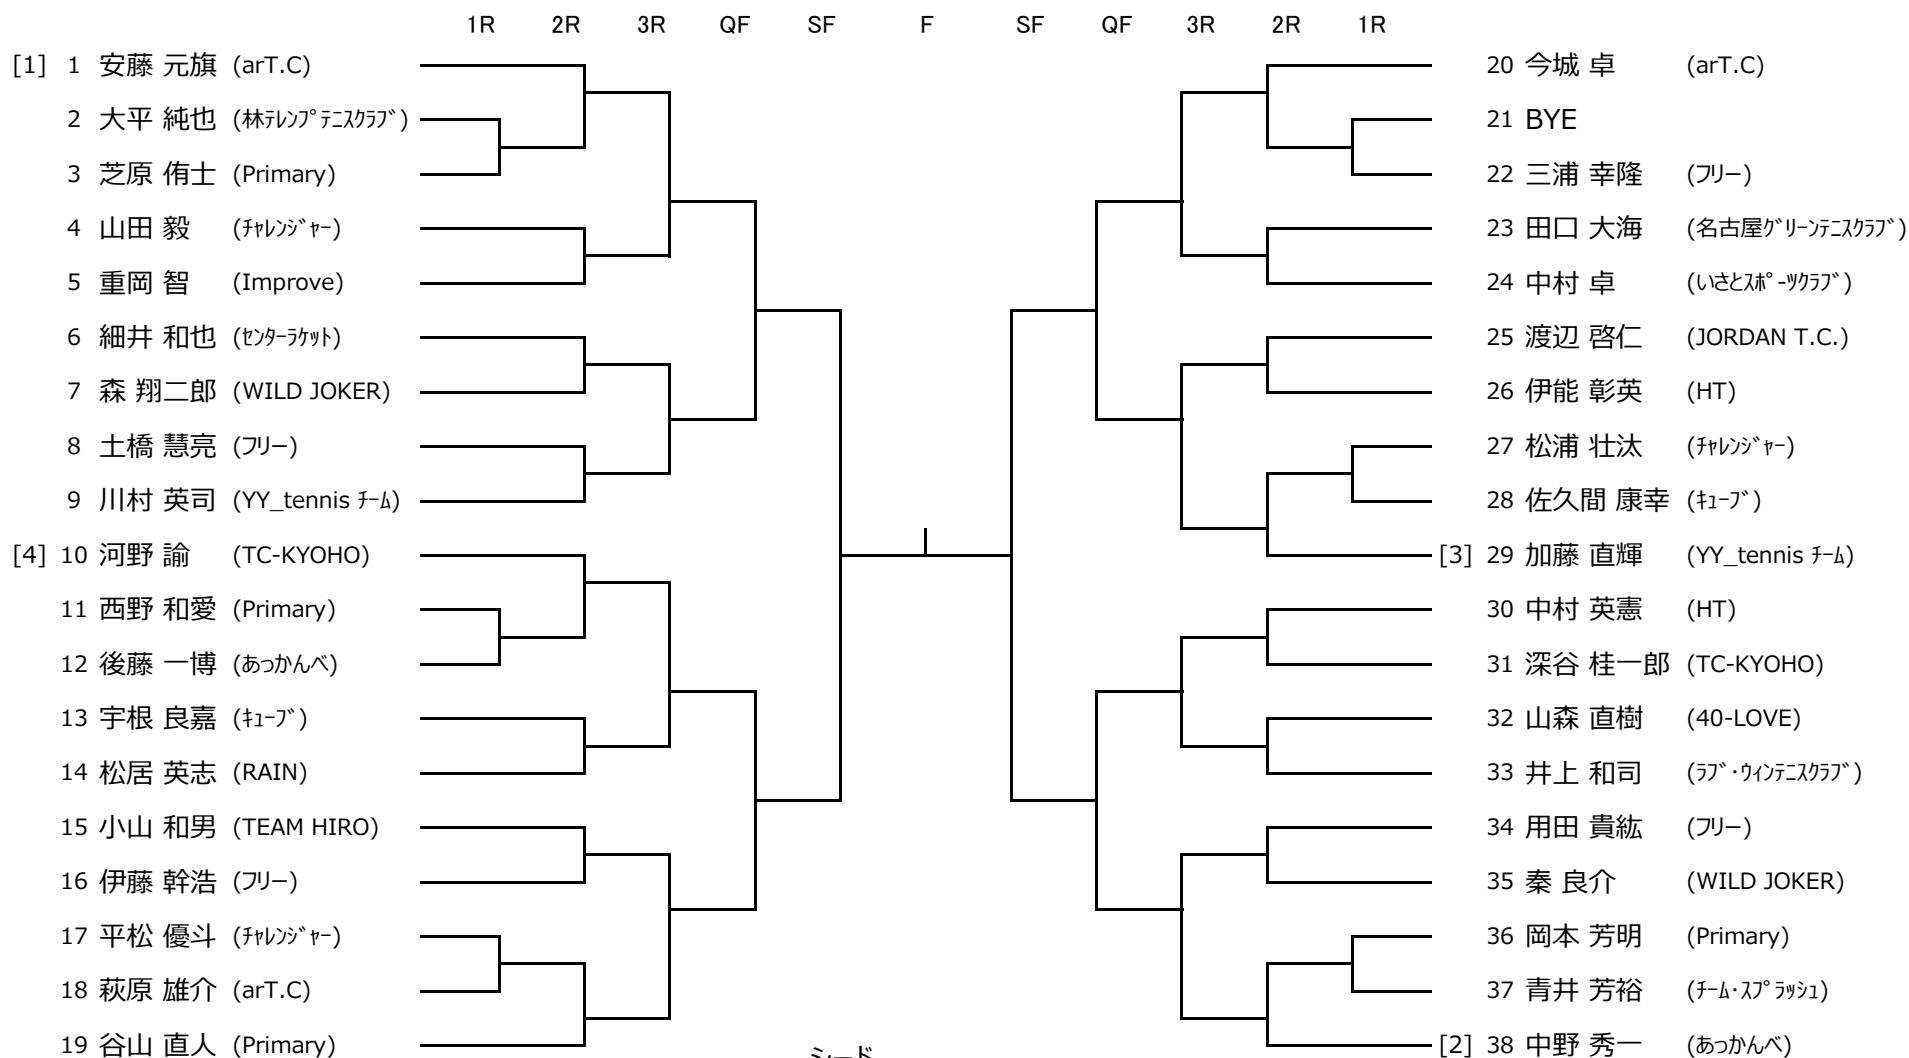 1R 2R 3R QF SF F SF QF 3R 2R 1R
[1] 1 安藤 元旗 (arT.C)
2 大平 純也 (林ﾃﾚﾝﾌﾟﾃﾆｽｸﾗﾌﾞ)
3 芝原 侑士 (Primary)
4 山田 毅 (ﾁｬﾚﾝｼﾞｬｰ)
5 重岡 智 (Improve)
6 細井 和也 (ｾﾝﾀｰﾗｹｯﾄ)
7 森 翔二郎 (WILD JOKER)
8 土橋 慧亮 (ﾌﾘｰ)
9 川村 英司 (YY_tennis ﾁｰﾑ)
[4] 10 河野 諭 (TC-KYOHO)
11 西野 和愛 (Primary)
12 後藤 一博 (あっかんべ)
13 宇根 良嘉 (ｷｭｰﾌﾞ)
14 松居 英志 (RAIN)
15 小山 和男 (TEAM HIRO)
16 伊藤 幹浩 (ﾌﾘｰ)
17 平松 優斗 (ﾁｬﾚﾝｼﾞｬｰ)
18 萩原 雄介 (arT.C)
19 谷山 直人 (Primary)
20 今城 卓 (arT.C)
21 BYE
22 三浦 幸隆 (ﾌﾘｰ)
23 田口 大海 (名古屋ｸﾞﾘｰﾝﾃﾆｽｸﾗﾌﾞ)
24 中村 卓 (いさとｽﾎﾟｰﾂｸﾗﾌﾞ)
25 渡辺 啓仁 (JORDAN T.C.)
26 伊能 彰英 (HT)
27 松浦 壮汰 (ﾁｬﾚﾝｼﾞｬｰ)
28 佐久間 康幸 (ｷｭｰﾌﾞ)
[3] 29 加藤 直輝 (YY_tennis ﾁｰﾑ)
30 中村 英憲 (HT)
31 深谷 桂一郎 (TC-KYOHO)
32 山森 直樹 (40-LOVE)
33 井上 和司 (ﾗﾌﾞ･ｳｨﾝﾃﾆｽｸﾗﾌﾞ)
34 用田 貴紘 (ﾌﾘｰ)
35 秦 良介 (WILD JOKER)
36 岡本 芳明 (Primary)
37 青井 芳裕 (ﾁｰﾑ･ｽﾌﾟﾗｯｼｭ)
[2] 38 中野 秀一 (あっかんべ)
シード